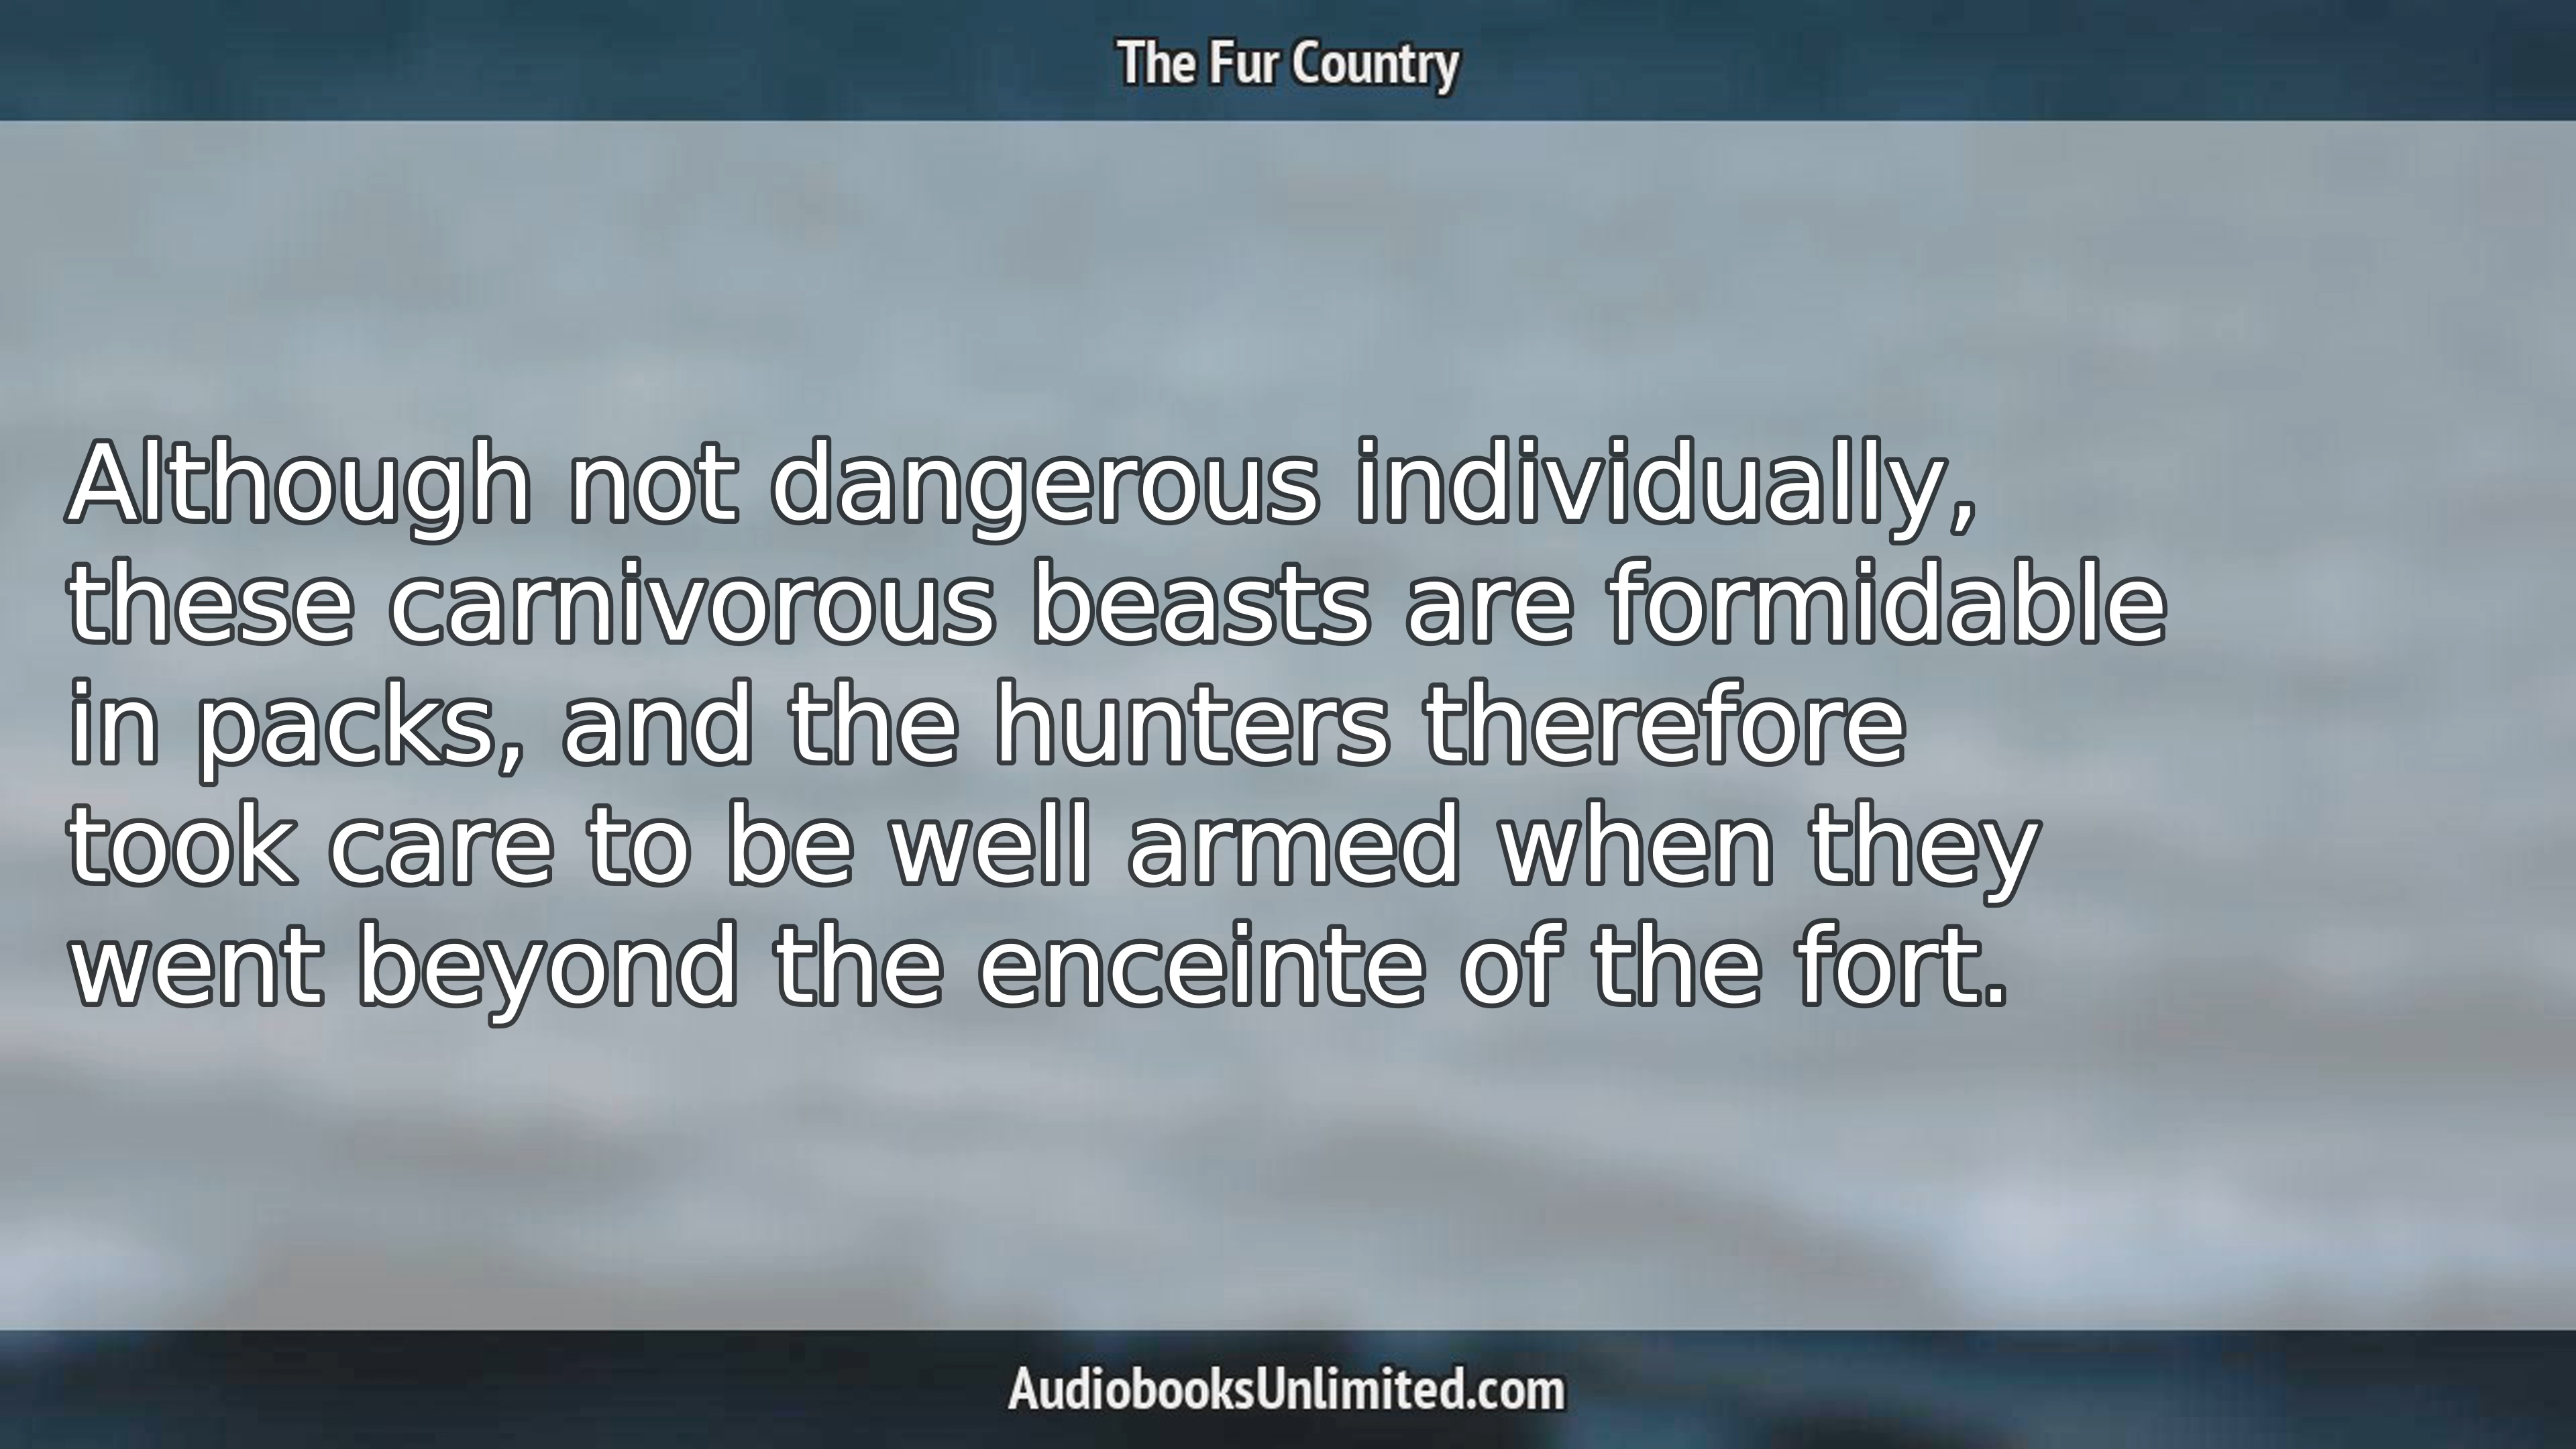 The Fur Country
Although not dangerous individually,
these carnivorous beasts are formidable
in packs, and the hunters therefore
took care to be well armed when they
went beyond the enceinte of the fort.
AudiobooksUnlimited.com